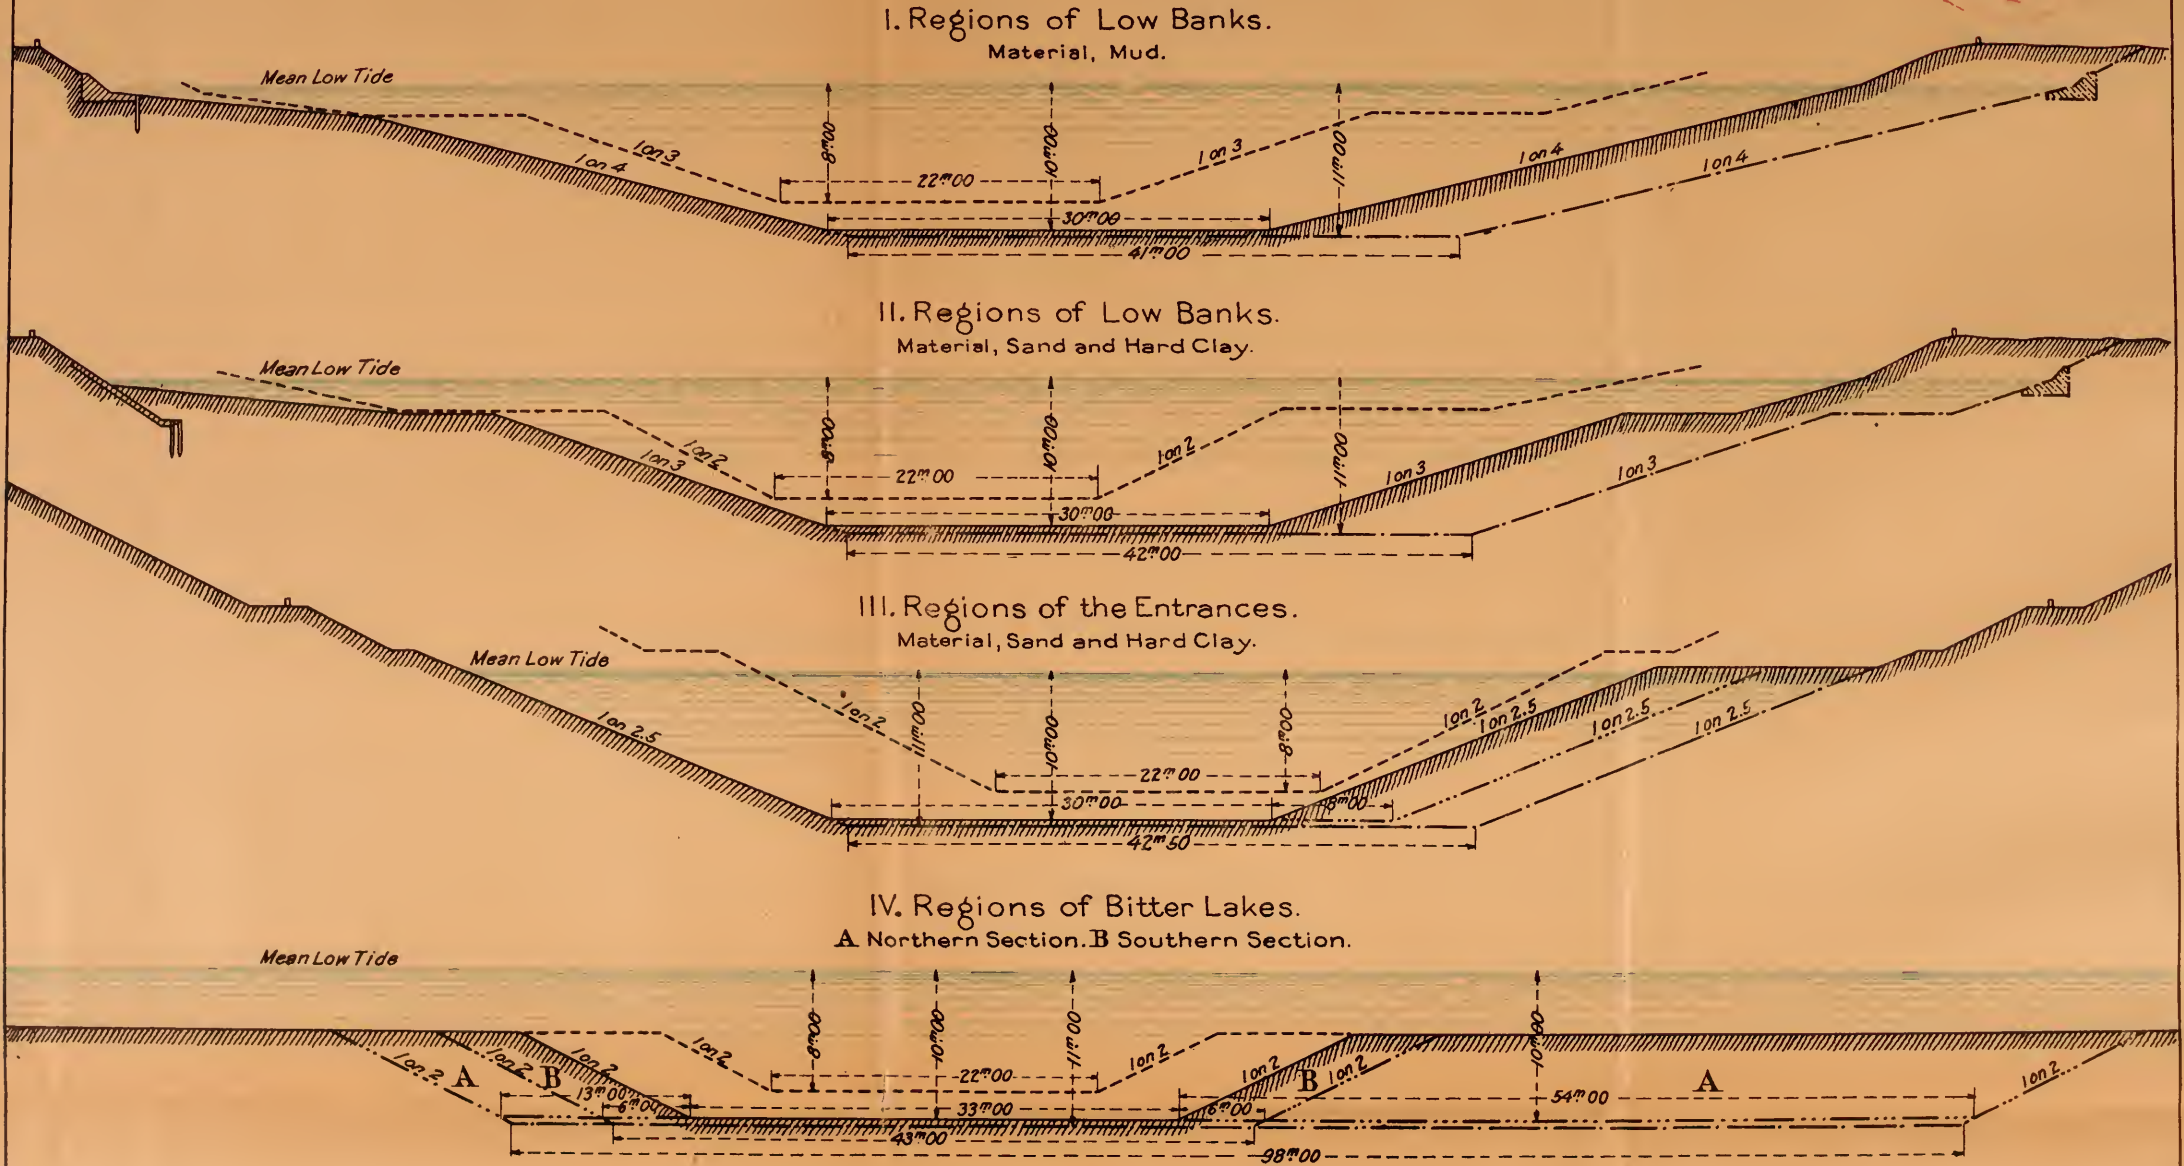 I. Regions of Low Banks.
Material, Mud.
Mean Low Tide
8ᵐ00
10ᵐ00
11ᵐ00
1 on 3
1 on 4
1 on 3
1 on 4
1 on 4
22ᵐ00
30ᵐ00
41ᵐ00
II. Regions of Low Banks.
Material, Sand and Hard Clay.
Mean Low Tide
8ᵐ00
10ᵐ00
11ᵐ00
1 on 2
1 on 3
1 on 2
1 on 3
1 on 3
22ᵐ00
30ᵐ00
42ᵐ00
III. Regions of the Entrances.
Material, Sand and Hard Clay.
Mean Low Tide
1 on 2.5
1 on 2
11ᵐ00
10ᵐ00
8ᵐ00
1 on 2
1 on 2.5
1 on 2.5
1 on 2.5
22ᵐ00
30ᵐ00
8ᵐ00
42ᵐ50
IV. Regions of Bitter Lakes.
A Northern Section. B Southern Section.
Mean Low Tide
8ᵐ00
10ᵐ00
11ᵐ00
10ᵐ00
1 on 2
A
1 on 2
B
1 on 2
1 on 2
1 on 2
1 on 2
B
1 on 2
A
1 on 2
22ᵐ00
13ᵐ00
6ᵐ00
33ᵐ00
6ᵐ00
54ᵐ00
43ᵐ00
98ᵐ00